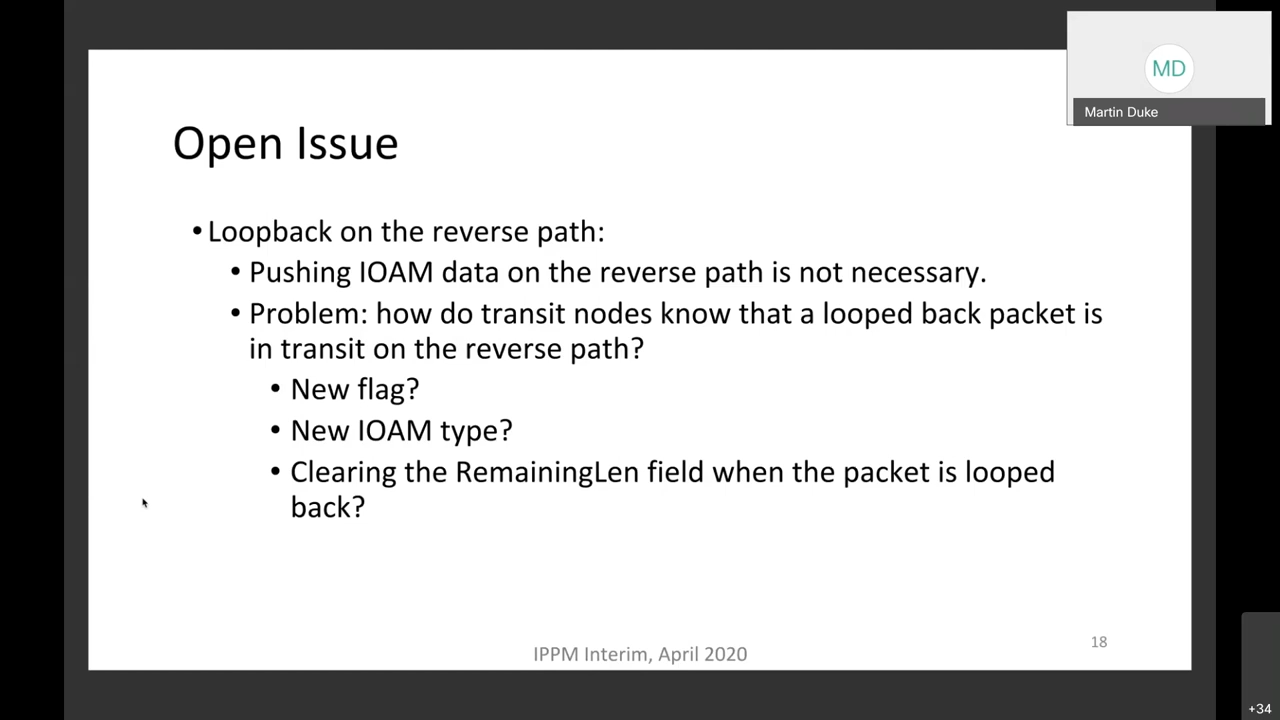 MD
Martin Duke
Open Issue
• Loopback on the reverse path:
• Pushing IOAM data on the reverse path is not necessary.
• Problem: how do transit nodes know that a looped back packet is
in transit on the reverse path?
• New flag?
• New IOAM type?
• Clearing the RemainingLen field when the packet is looped
back?
IPPM Interim, April 2020
18
+34